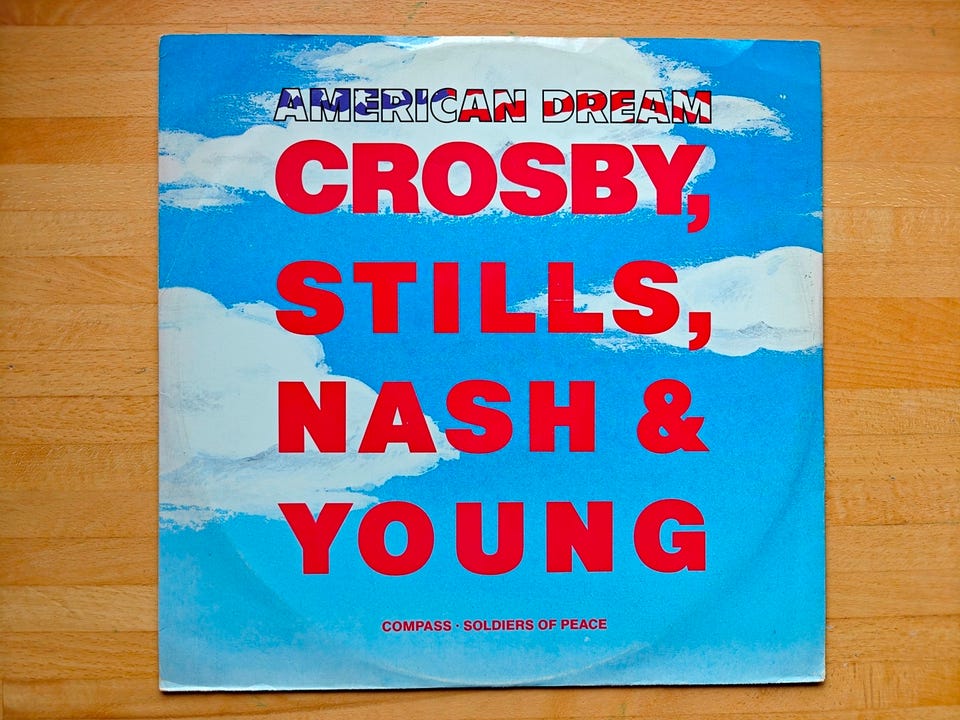 AMERICAN DREAM
CROSBY,
STILLS,
NASH &
YOUNG
COMPASS · SOLDIERS OF PEACE